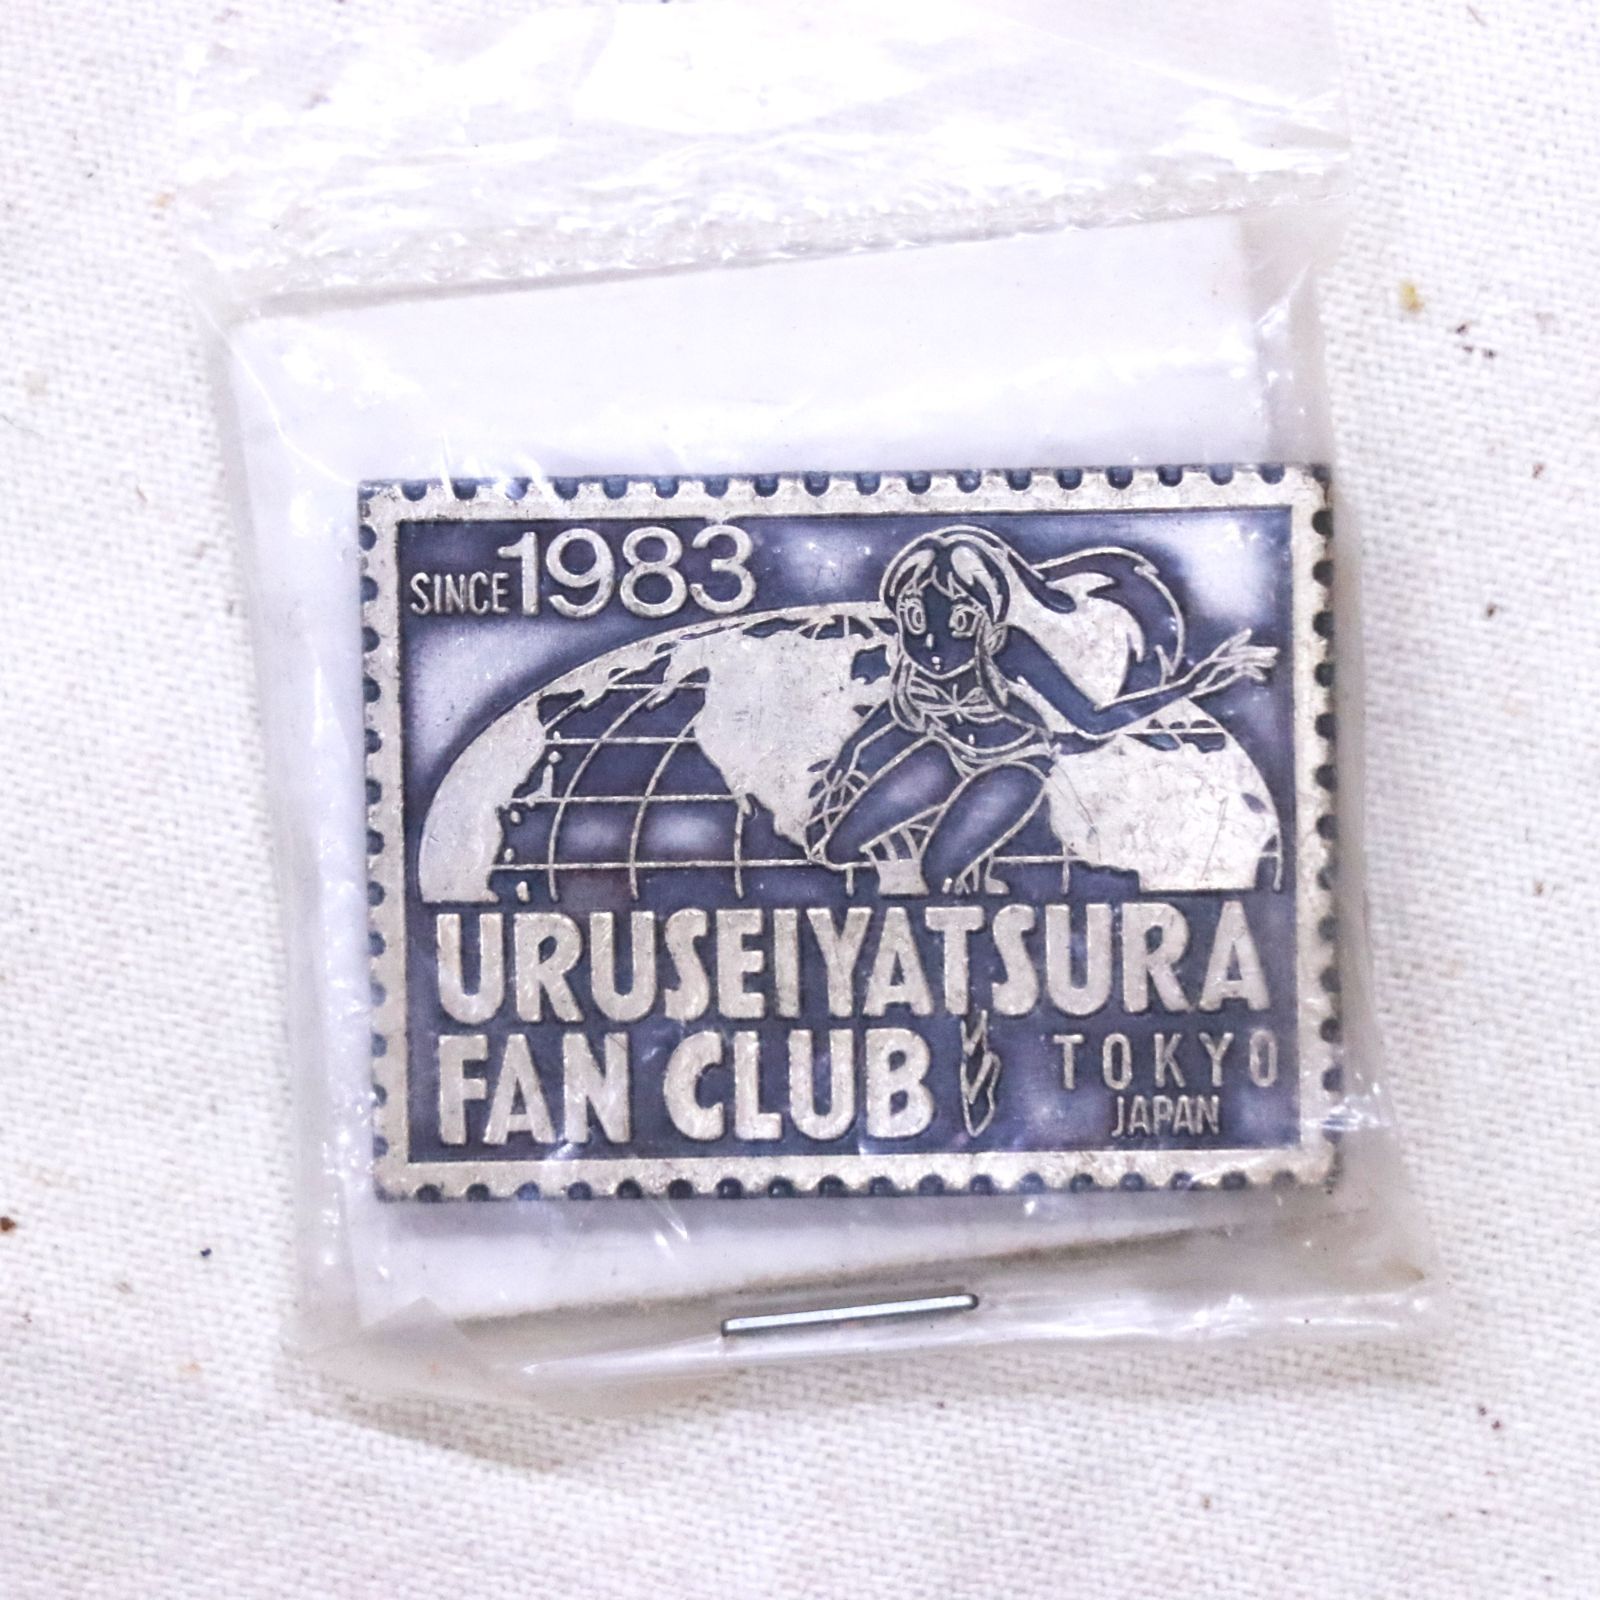 SINCE 1983
URUSEIYATSURA
FAN CLUB TOKYO
JAPAN